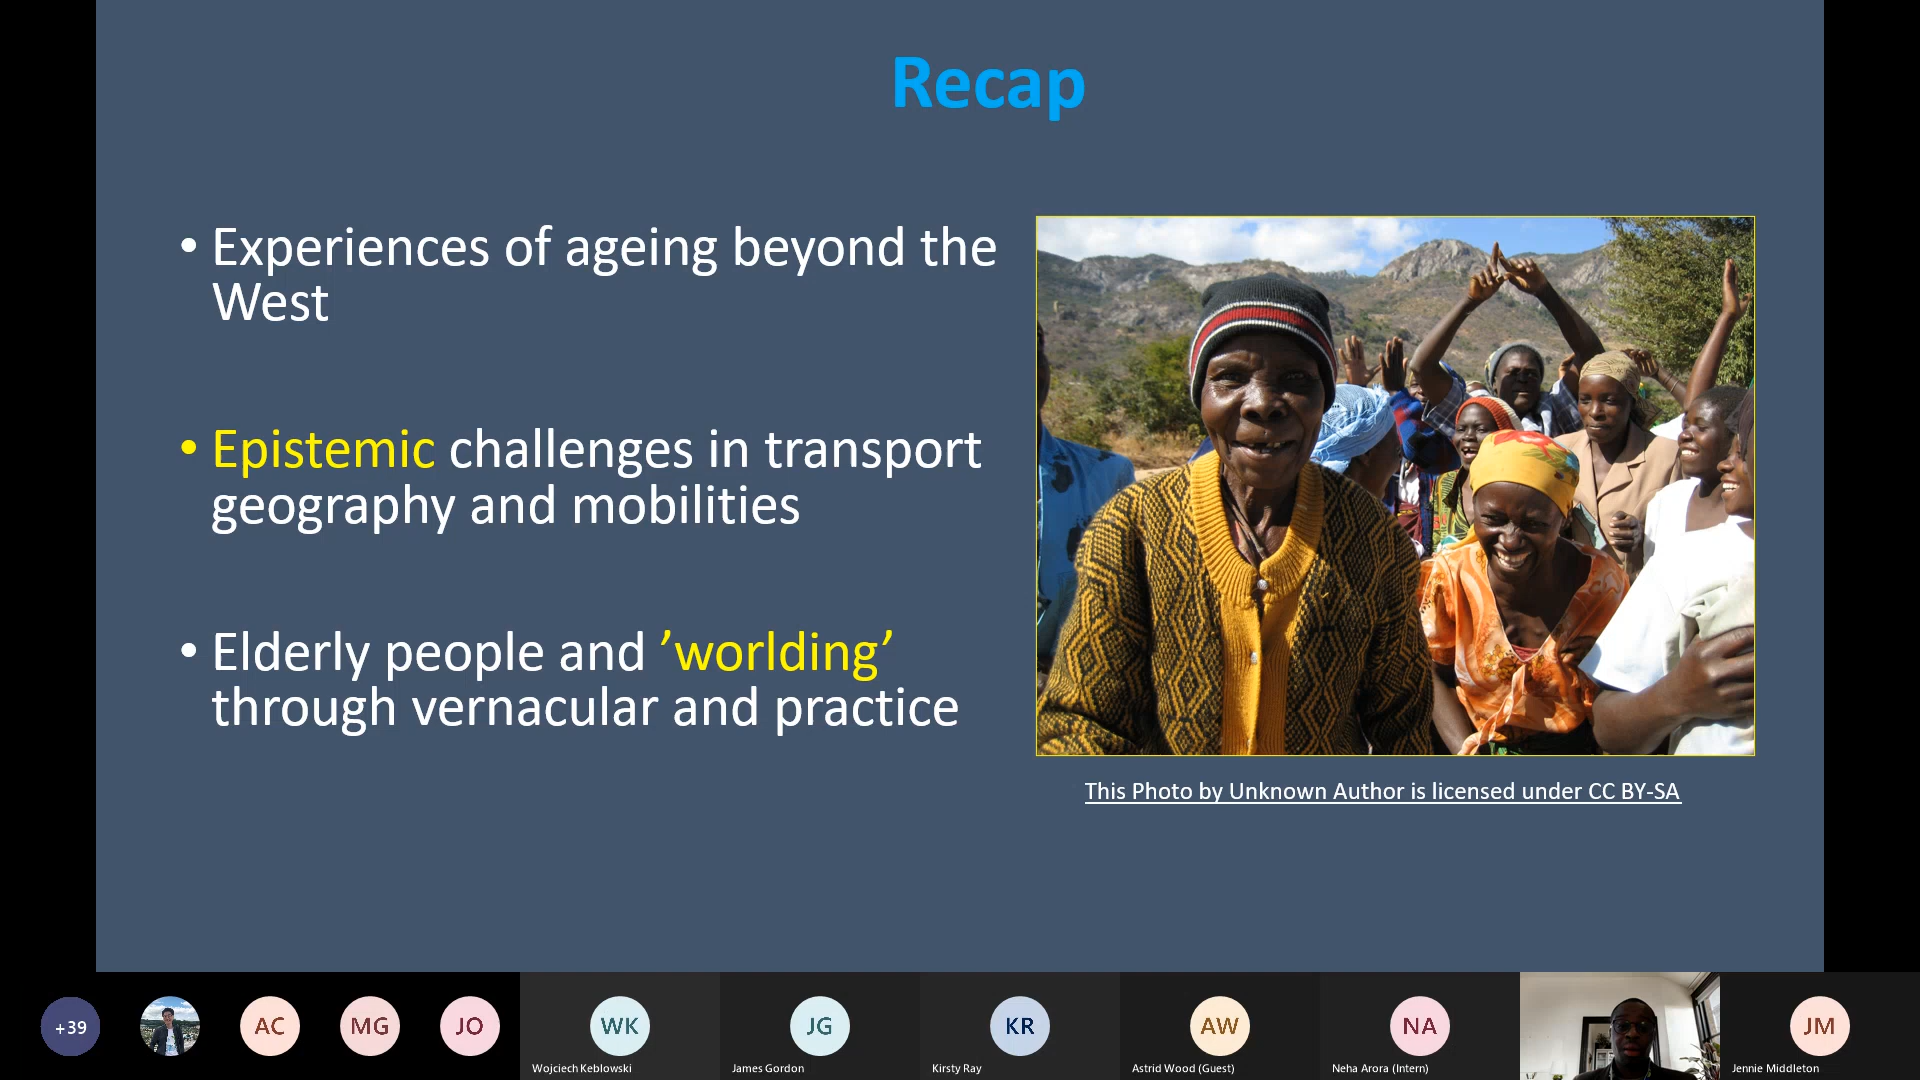 Recap
• Experiences of ageing beyond the
West
• Epistemic challenges in transport
geography and mobilities
• Elderly people and ’worlding’
through vernacular and practice
This Photo by Unknown Author is licensed under CC BY-SA
+39
AC
MG
JO
WK
JG
KR
AW
NA
JM
Wojciech Keblowski
James Gordon
Kirsty Ray
Astrid Wood (Guest)
Neha Arora (Intern)
Jennie Middleton